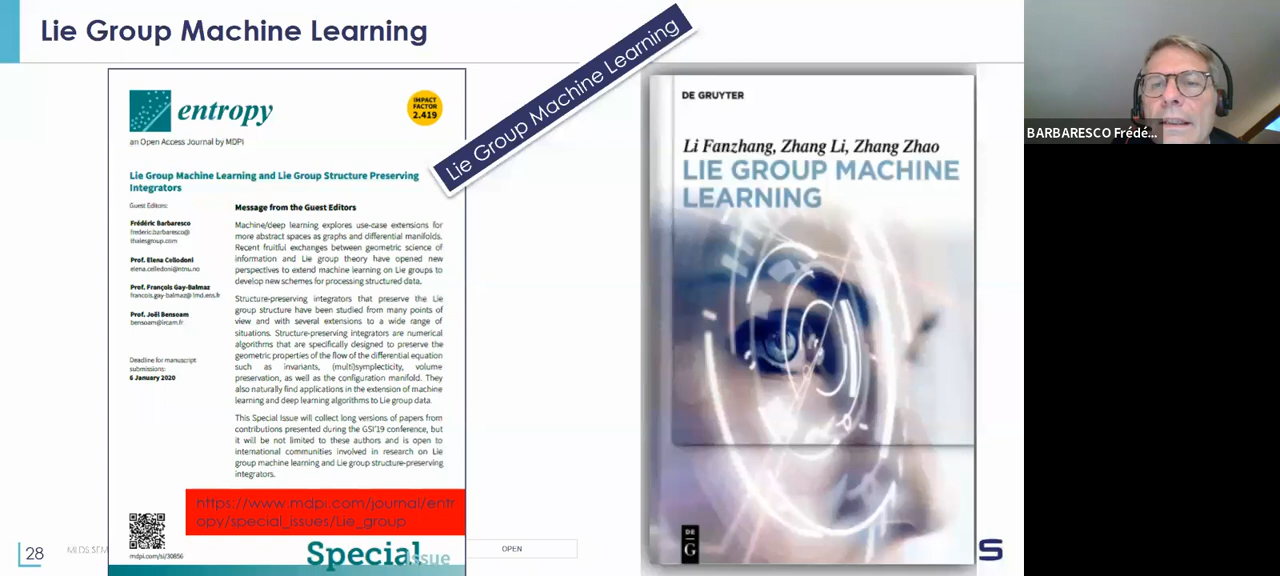 Lie Group Machine Learning
entropy
an Open Access Journal by MDPI
IMPACT
FACTOR
2.419
Lie Group Machine Learning and Lie Group Structure Preserving
Integrators
Guest Editors:
Frédéric Barbaresco
frederic.barbaresco@
thalesgroup.com
Prof. Elena Celledoni
elena.celledoni@ntnu.no
Prof. François Gay-Balmaz
francois.gay-balmaz@lmd.ens.fr
Prof. Joël Bensoam
bensoam@ircam.fr
Deadline for manuscript
submissions:
6 January 2020
Message from the Guest Editors
Machine/deep learning explores use-case extensions for
more abstract spaces as graphs and differential manifolds.
Recent fruitful exchanges between geometric science of
information and Lie group theory have opened new
perspectives to extend machine learning on Lie groups to
develop new schemes for processing structured data.
Structure-preserving integrators that preserve the Lie
group structure have been studied from many points of
view and with several extensions to a wide range of
situations. Structure-preserving integrators are numerical
algorithms that are specifically designed to preserve the
geometric properties of the flow of the differential equation
such as invariants, (multi)symplecticity, volume
preservation, as well as the configuration manifold. They
also naturally find applications in the extension of machine
learning and deep learning algorithms to Lie group data.
This Special Issue will collect long versions of papers from
contributions presented during the GSI'19 conference, but
it will be not limited to these authors and is open to
international communities involved in research on Lie
group machine learning and Lie group structure-preserving
integrators.
https://www.mdpi.com/journal/entr
opy/special_issues/Lie_group
mdpi.com/si/30856
Special
Issue
Lie Group Machine Learning
DE GRUYTER
Li Fanzhang, Zhang Li, Zhang Zhao
LIE GROUP MACHINE
LEARNING
DE
G
28
MLDS SEM
OPEN
S
BARBARESCO Frédé...